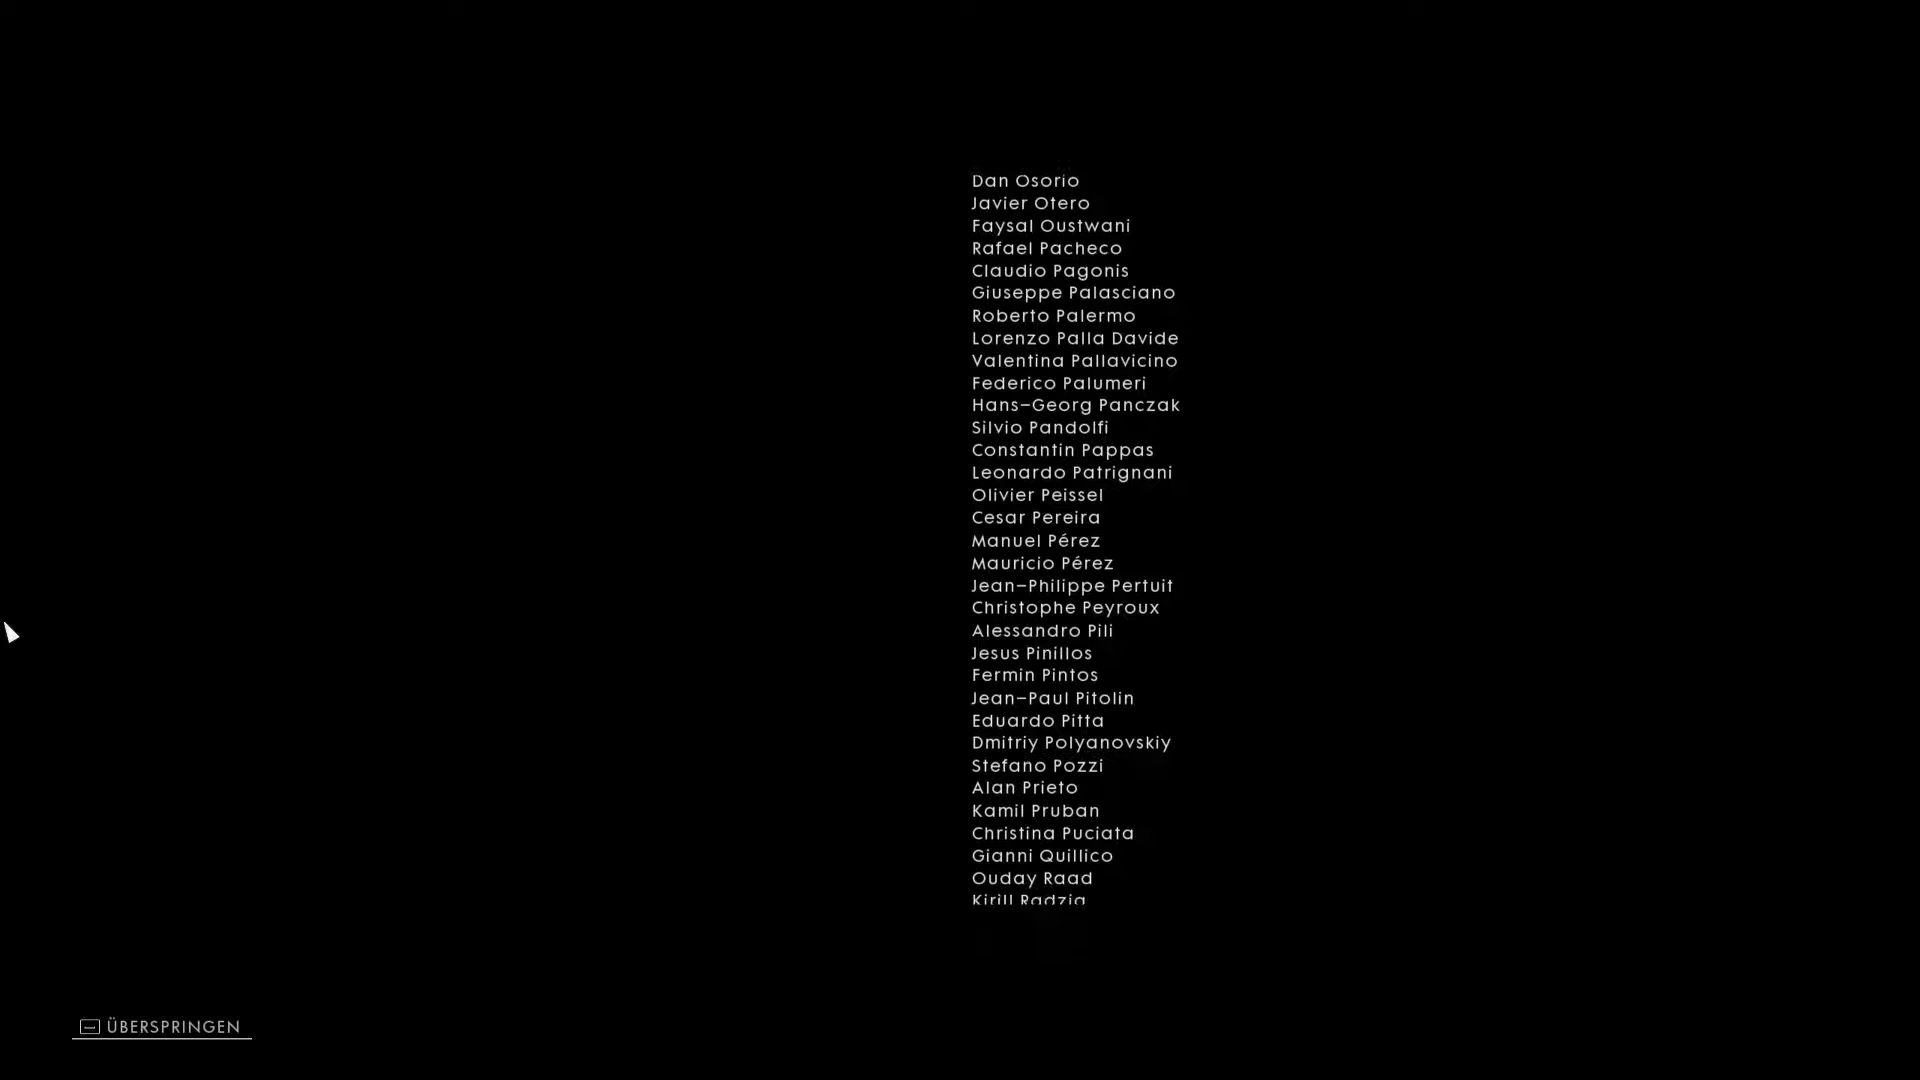 Dan Osorio
Javier Otero
Faysal Oustwani
Rafael Pacheco
Claudio Pagonis
Giuseppe Palasciano
Roberto Palermo
Lorenzo Palla Davide
Valentina Pallavicino
Federico Palumeri
Hans-Georg Panczak
Silvio Pandolfi
Constantin Pappas
Leonardo Patrignani
Olivier Peissel
Cesar Pereira
Manuel Pérez
Mauricio Pérez
Jean-Philippe Pertuit
Christophe Peyroux
Alessandro Pili
Jesus Pinillos
Fermin Pintos
Jean-Paul Pitolin
Eduardo Pitta
Dmitriy Polyanovskiy
Stefano Pozzi
Alan Prieto
Kamil Pruban
Christina Puciata
Gianni Quillico
Ouday Raad
Kirill Radzig
ÜBERSPRINGEN